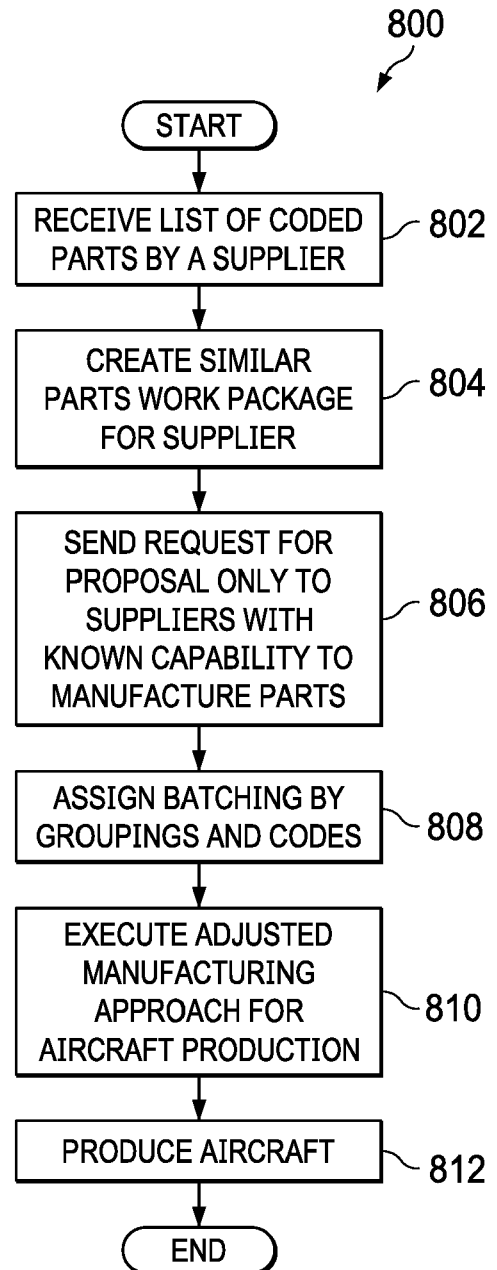 800
START
RECEIVE LIST OF CODED
PARTS BY A SUPPLIER
802
CREATE SIMILAR
PARTS WORK PACKAGE
FOR SUPPLIER
804
SEND REQUEST FOR
PROPOSAL ONLY TO
SUPPLIERS WITH
KNOWN CAPABILITY TO
MANUFACTURE PARTS
806
ASSIGN BATCHING BY
GROUPINGS AND CODES
808
EXECUTE ADJUSTED
MANUFACTURING
APPROACH FOR
AIRCRAFT PRODUCTION
810
PRODUCE AIRCRAFT
812
END